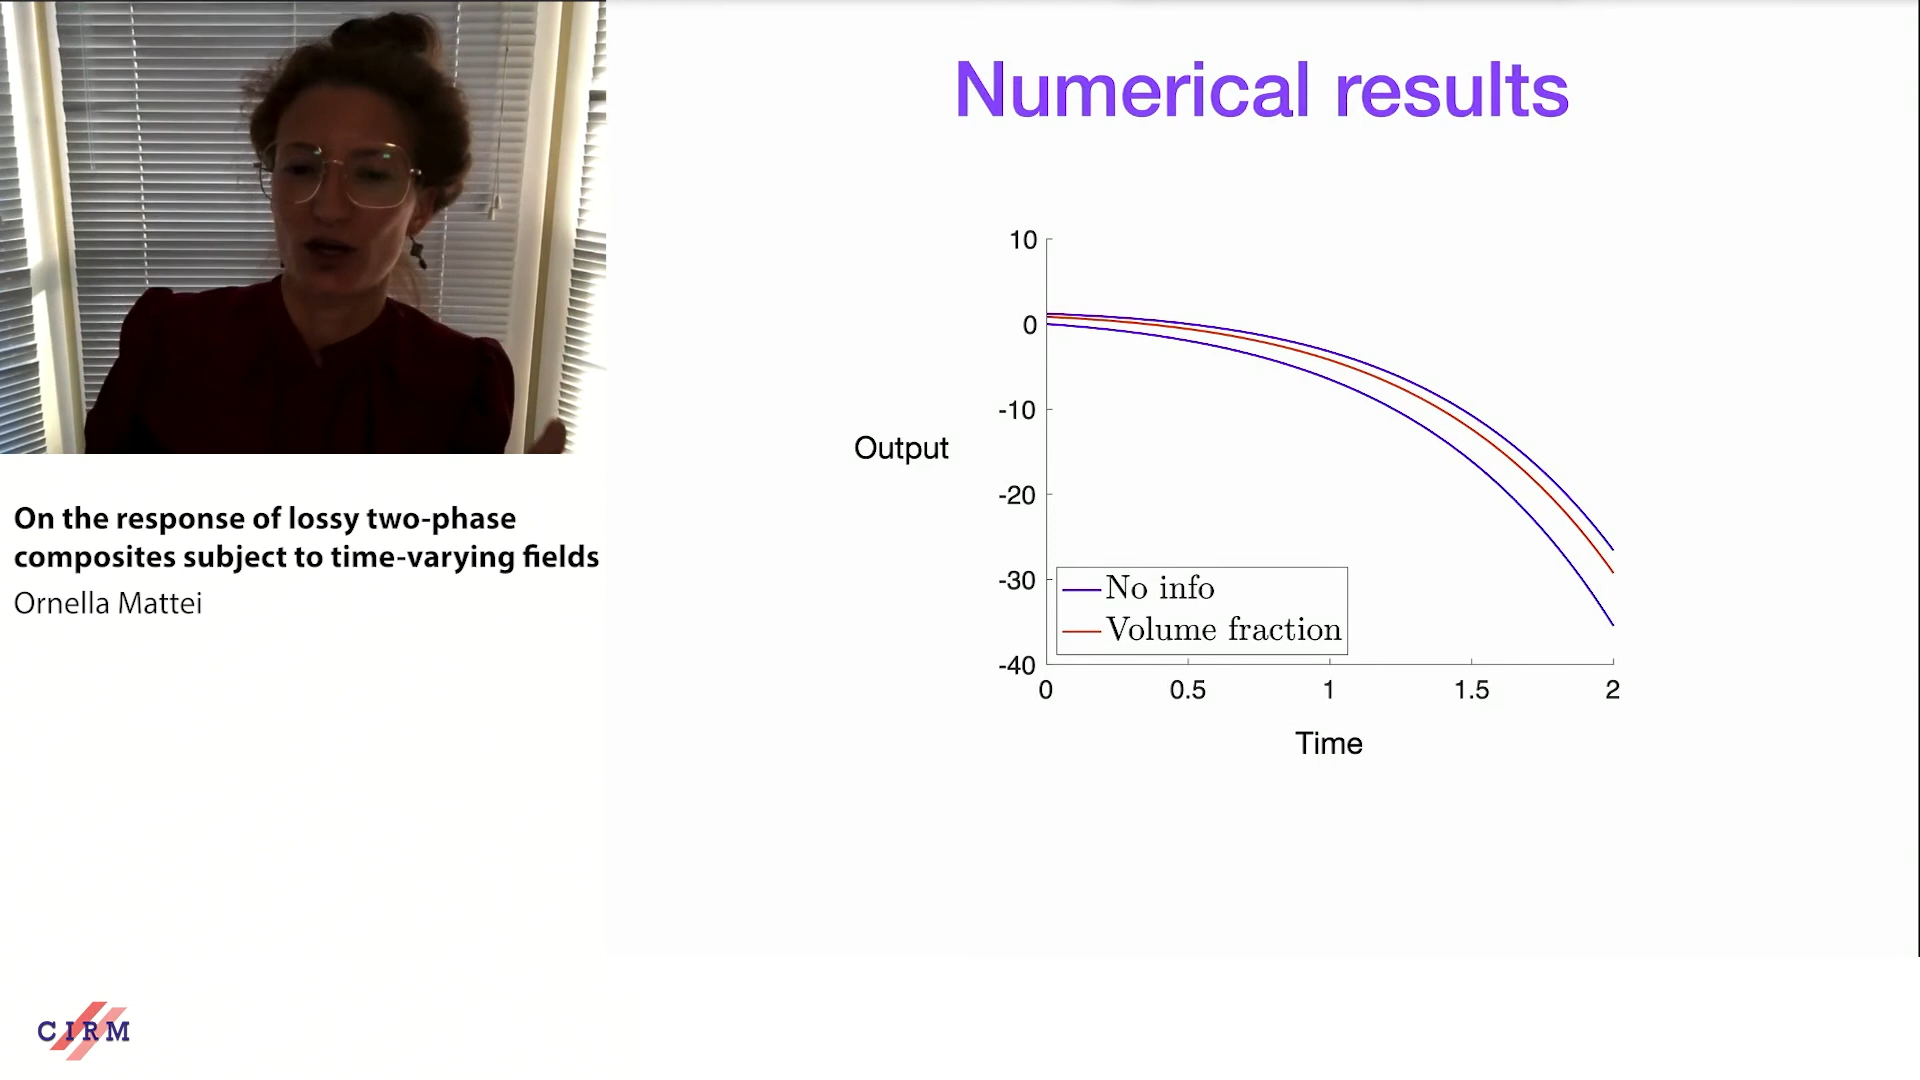 Numerical results
10
0
-10
-20
-30
-40
Output
No info
Volume fraction
0 0.5 1 1.5 2
Time
On the response of lossy two-phase
composites subject to time-varying fields
Ornella Mattei
CIRM